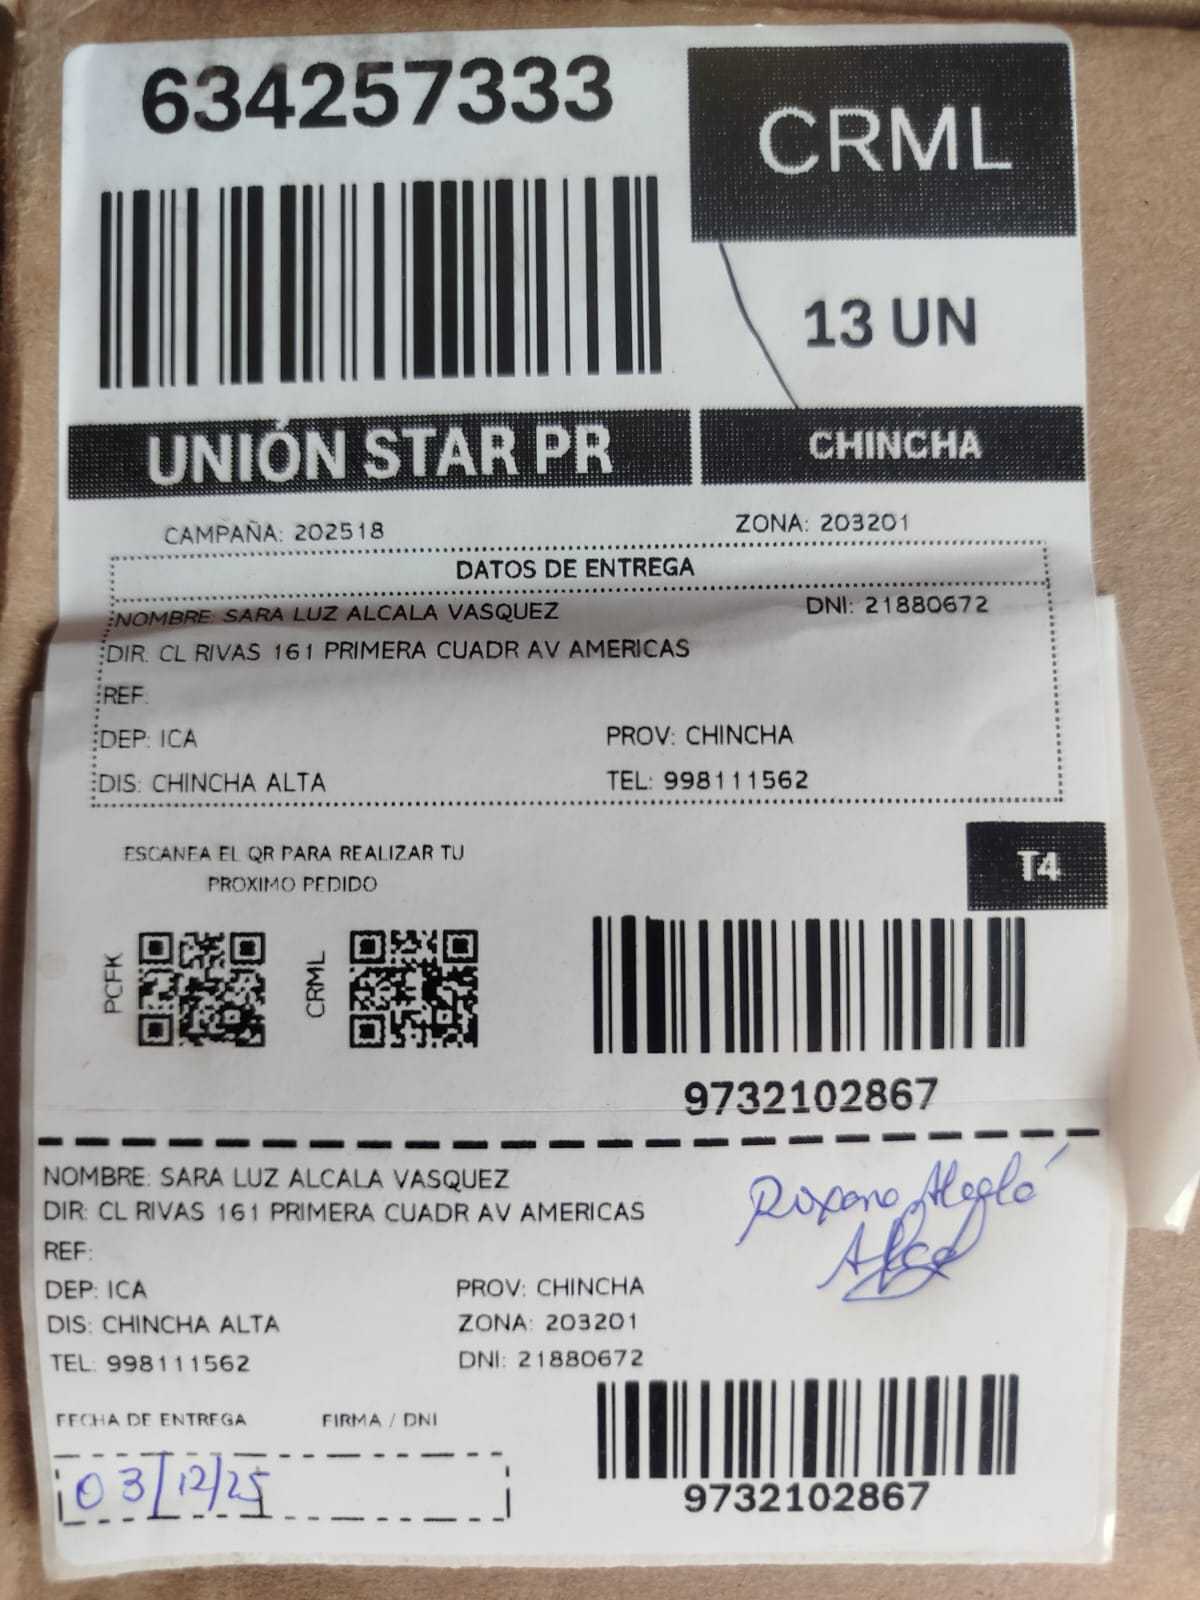 634257333
CRML
13 UN
UNIÓN STAR PR
CHINCHA
CAMPAÑA: 202518
ZONA: 203201
DATOS DE ENTREGA
NOMBRE: SARA LUZ ALCALA VASQUEZ
DNI: 21880672
DIR: CL RIVAS 161 PRIMERA CUADR AV AMERICAS
REF:
DEP: ICA
PROV: CHINCHA
DIS: CHINCHA ALTA
TEL: 998111562
ESCANEA EL QR PARA REALIZAR TU
PROXIMO PEDIDO
T4
PCFK
CRML
9732102867
NOMBRE: SARA LUZ ALCALA VASQUEZ
DIR: CL RIVAS 161 PRIMERA CUADR AV AMERICAS
Roxana Alcalá
REF:
DEP: ICA
PROV: CHINCHA
DIS: CHINCHA ALTA
ZONA: 203201
TEL: 998111562
DNI: 21880672
FECHA DE ENTREGA
FIRMA / DNI
03/12/25
9732102867